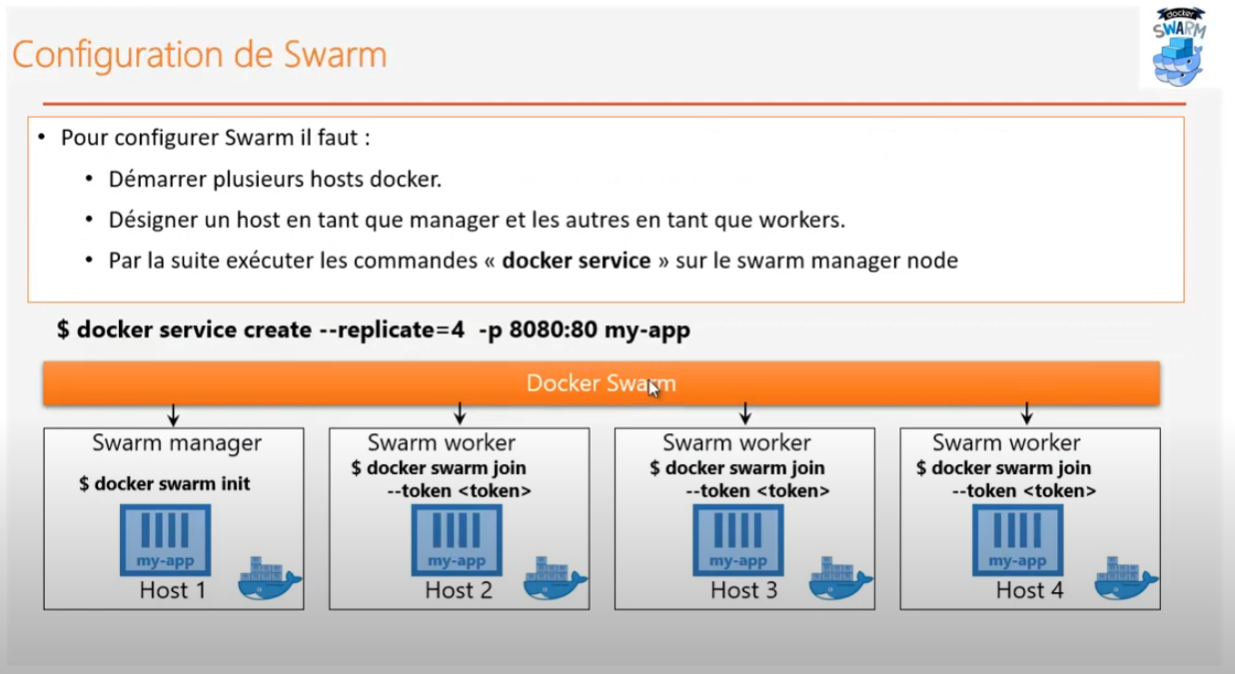 docker
SWARM
Configuration de Swarm
• Pour configurer Swarm il faut :
• Démarrer plusieurs hosts docker.
• Désigner un host en tant que manager et les autres en tant que workers.
• Par la suite exécuter les commandes « docker service » sur le swarm manager node
$ docker service create --replicate=4 -p 8080:80 my-app
Docker Swarm
Swarm manager
$ docker swarm init
my-app
Host 1
Swarm worker
$ docker swarm join
--token <token>
my-app
Host 2
Swarm worker
$ docker swarm join
--token <token>
my-app
Host 3
Swarm worker
$ docker swarm join
--token <token>
my-app
Host 4